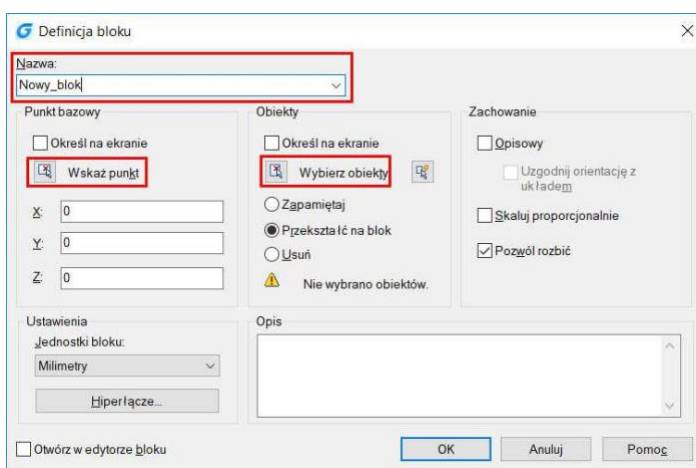 Definicja bloku
Nazwa:
Nowy_blok
Punkt bazowy
Określ na ekranie
Wskaż punkt
X: 0
Y: 0
Z: 0
Obiekty
Określ na ekranie
Wybierz obiekty
Zapamiętaj
Przekształć na blok
Usuń
Nie wybrano obiektów.
Zachowanie
Opisowy
Uzgodnij orientację z
układem
Skaluj proporcjonalnie
Pozwól rozbić
Ustawienia
Jednostki bloku:
Milimetry
Hiperłącze...
Opis
Otwórz w edytorze bloku
OK
Anuluj
Pomoc